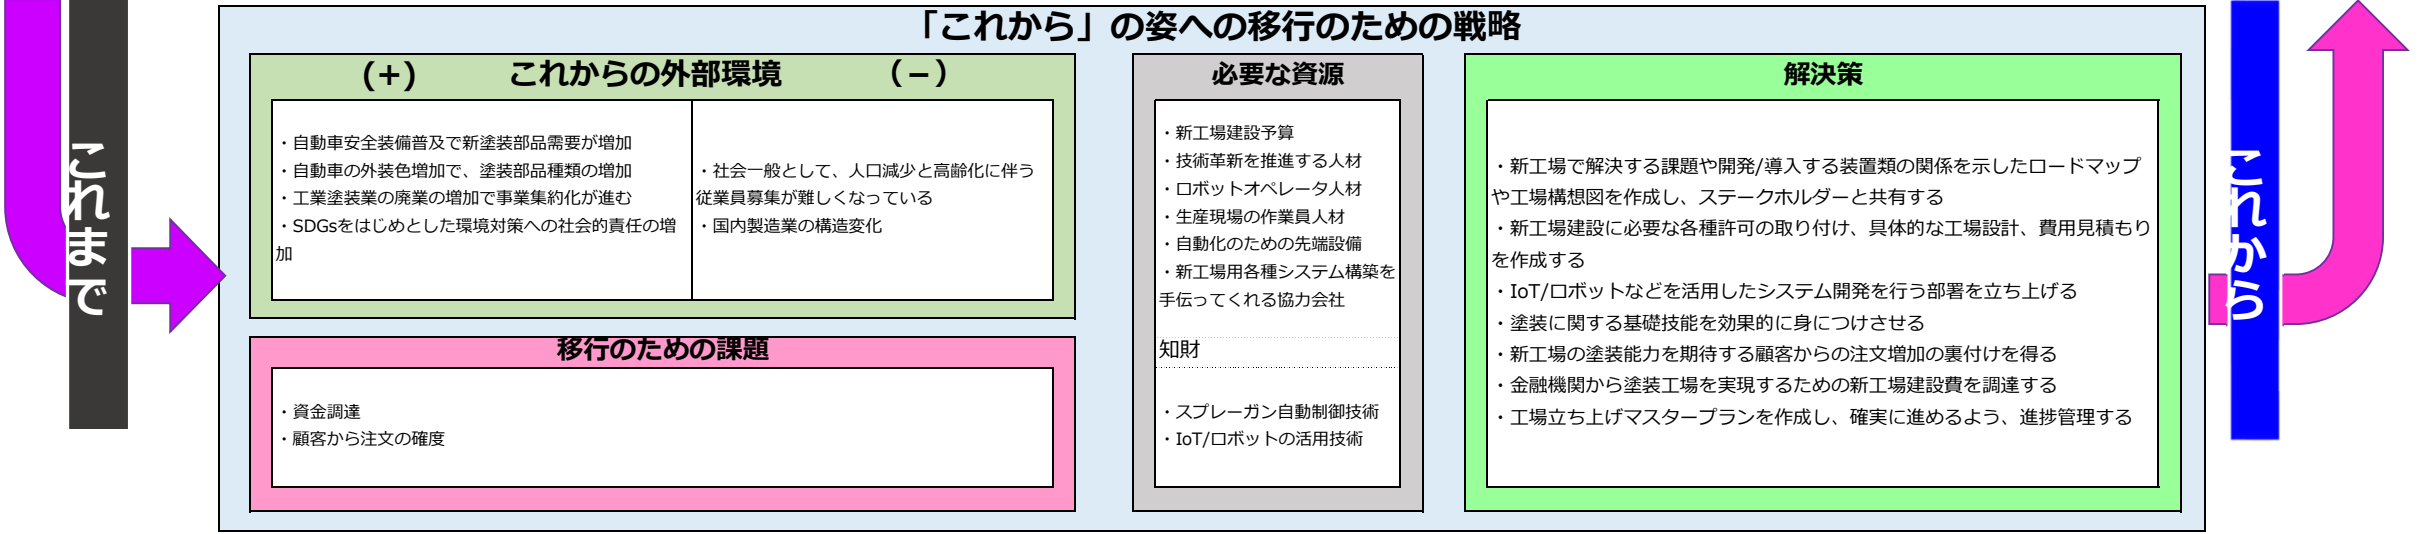 これまで
「これから」の姿への移行のための戦略
(+) これからの外部環境 （－）
・自動車安全装備普及で新塗装部品需要が増加
・自動車の外装色増加で、塗装部品種類の増加
・工業塗装業の廃業の増加で事業集約化が進む
・SDGsをはじめとした環境対策への社会的責任の増
加
・社会一般として、人口減少と高齢化に伴う
従業員募集が難しくなっている
・国内製造業の構造変化
移行のための課題
・資金調達
・顧客から注文の確度
必要な資源
・新工場建設予算
・技術革新を推進する人材
・ロボットオペレータ人材
・生産現場の作業員人材
・自動化のための先端設備
・新工場用各種システム構築を
手伝ってくれる協力会社
知財
・スプレーガン自動制御技術
・IoT/ロボットの活用技術
解決策
・新工場で解決する課題や開発/導入する装置類の関係を示したロードマップ
や工場構想図を作成し、ステークホルダーと共有する
・新工場建設に必要な各種許可の取り付け、具体的な工場設計、費用見積もり
を作成する
・IoT/ロボットなどを活用したシステム開発を行う部署を立ち上げる
・塗装に関する基礎技能を効果的に身につけさせる
・新工場の塗装能力を期待する顧客からの注文増加の裏付けを得る
・金融機関から塗装工場を実現するための新工場建設費を調達する
・工場立ち上げマスタープランを作成し、確実に進めるよう、進捗管理する
これから